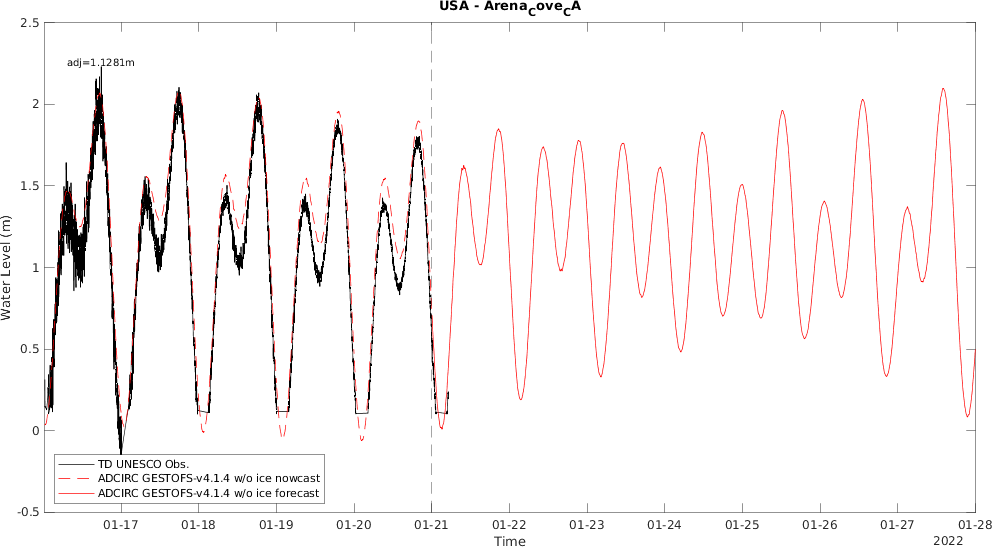 USA - ArenaCoveCA
2.5
adj=1.1281m
2
1.5
1
0.5
0
-0.5
Water Level (m)
TD UNESCO Obs.
ADCIRC GESTOFS-v4.1.4 w/o ice nowcast
ADCIRC GESTOFS-v4.1.4 w/o ice forecast
01-17 01-18 01-19 01-20 01-21 01-22 01-23 01-24 01-25 01-26 01-27 01-28
Time
2022